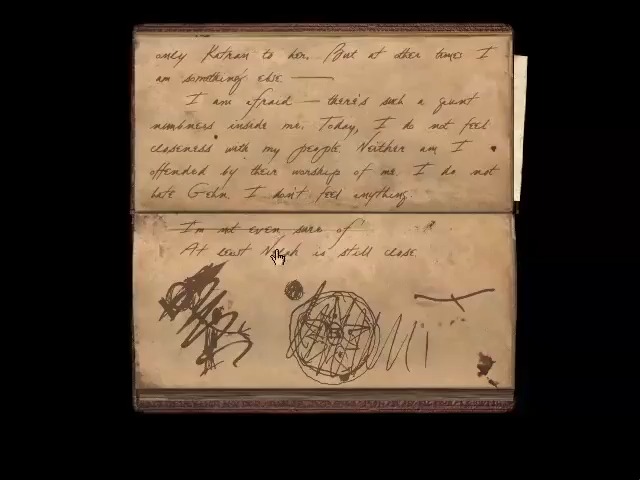 only Katran to her. But at other times I
am something else —
I am afraid — there's such a giant
numbness inside me. Today, I do not feel
closeness with my people. Neither am I
offended by their worship of me. I do not
hate Gehn. I don't feel anything.
I'm not even sure of
At least Nelah is still close.